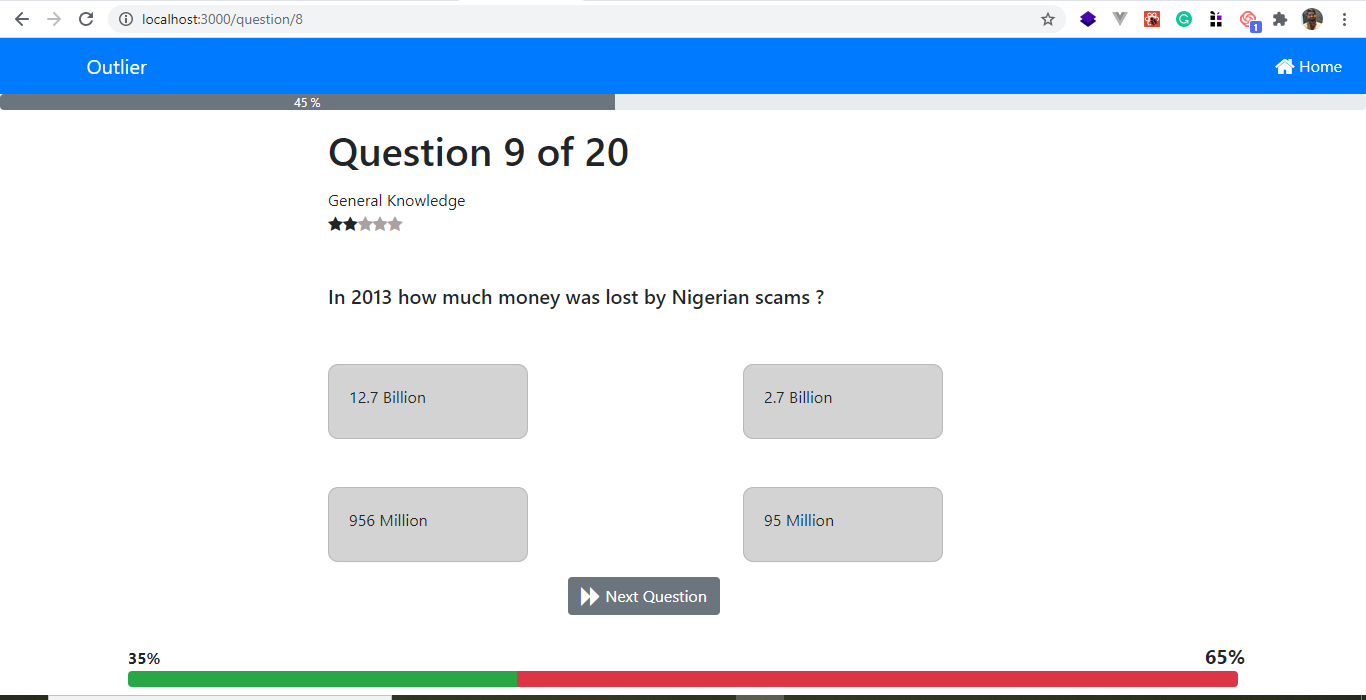 localhost:3000/question/8
1
Outlier
Home
45 %
Question 9 of 20
General Knowledge
In 2013 how much money was lost by Nigerian scams ?
12.7 Billion
2.7 Billion
956 Million
95 Million
Next Question
35%
65%